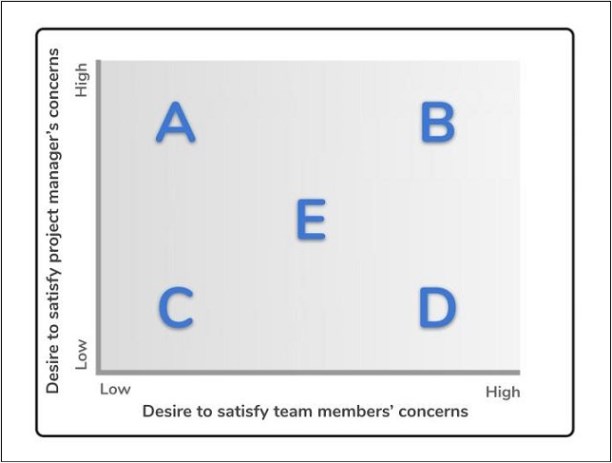 Desire to satisfy project manager's concerns
High
A
B
E
C
D
Low
Low
High
Desire to satisfy team members' concerns